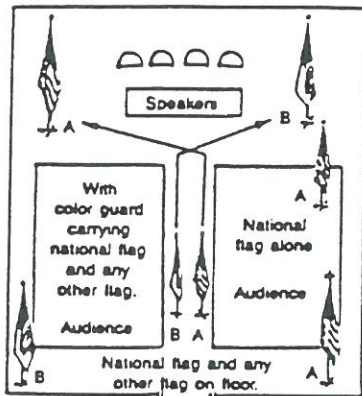 Speakers
A
B
With
color guard
carrying
national flag
and any
other flag.
Audience
A
National
flag alone
Audience
B
A
B
A
National flag and any
other flag on floor.